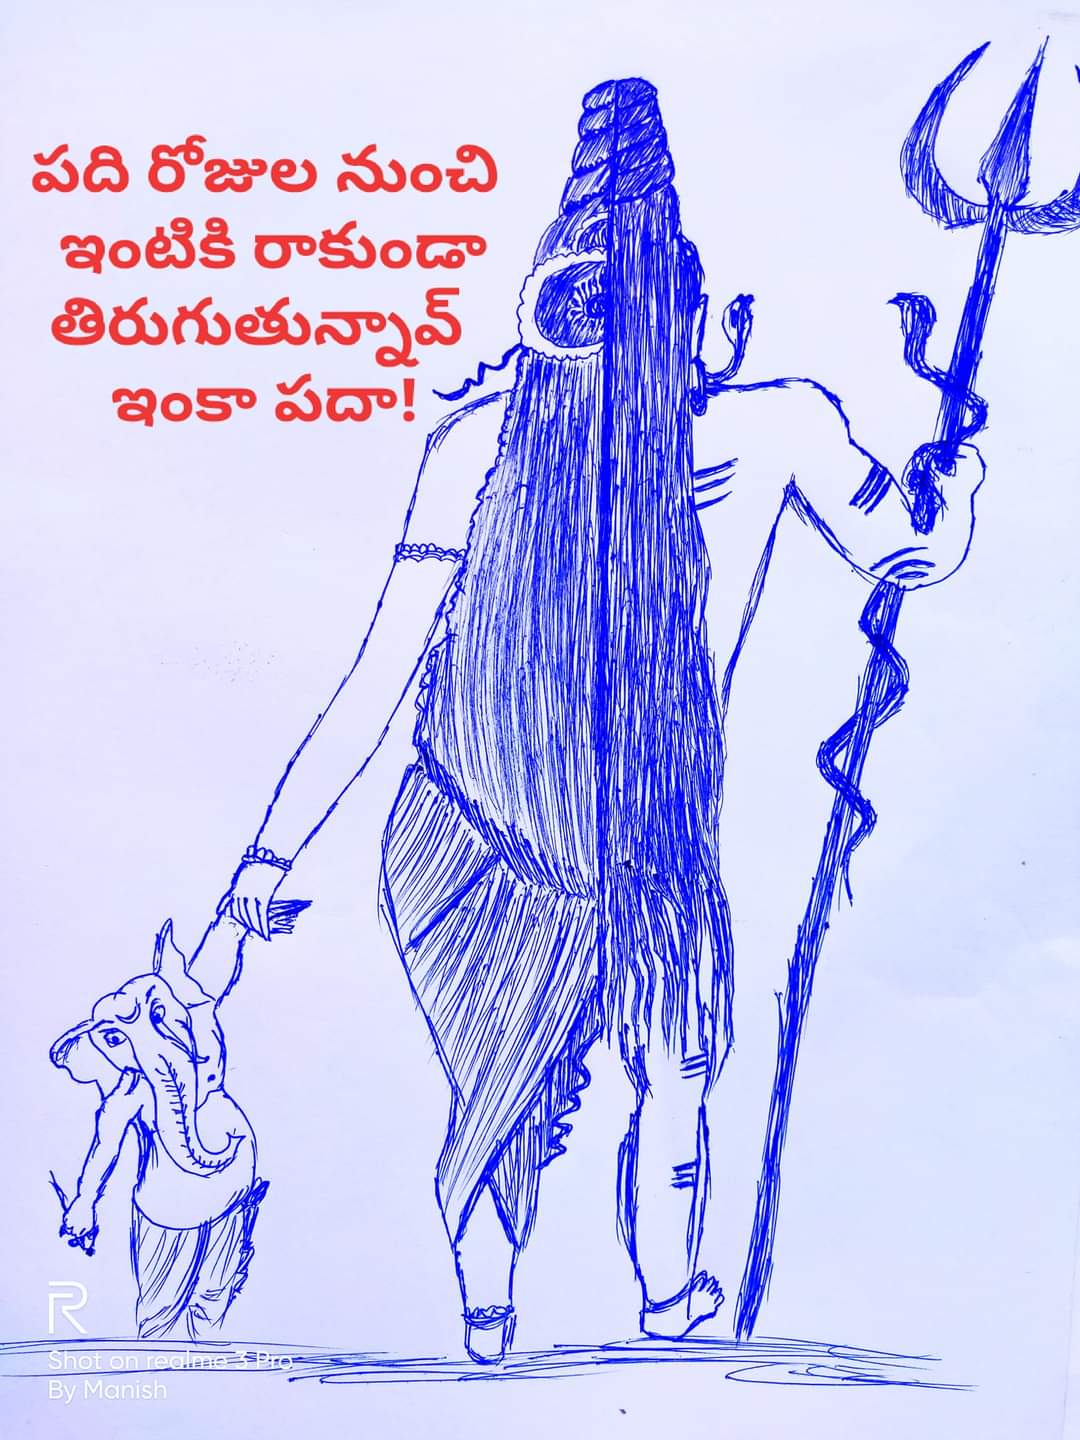 పది రోజుల నుంచి
ఇంటికి రాకుండా
తిరుగుతున్నావ్
ఇంకా పదా!
R
Shot on realme 3 Pro
By Manish